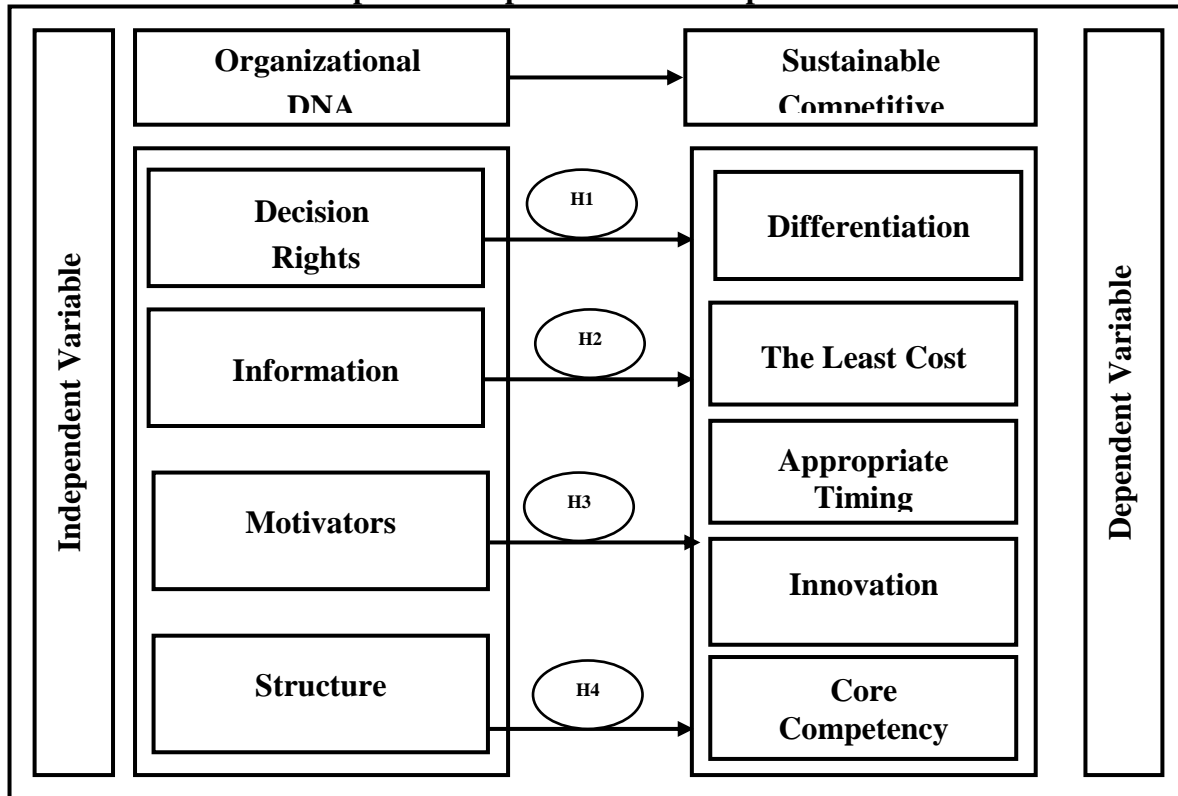 Organizational
DNA
Sustainable
Competitive
Independent Variable
Decision
Rights
H1
Differentiation
Information
H2
The Least Cost
Motivators
H3
Appropriate
Timing
Innovation
Structure
H4
Core
Competency
Dependent Variable